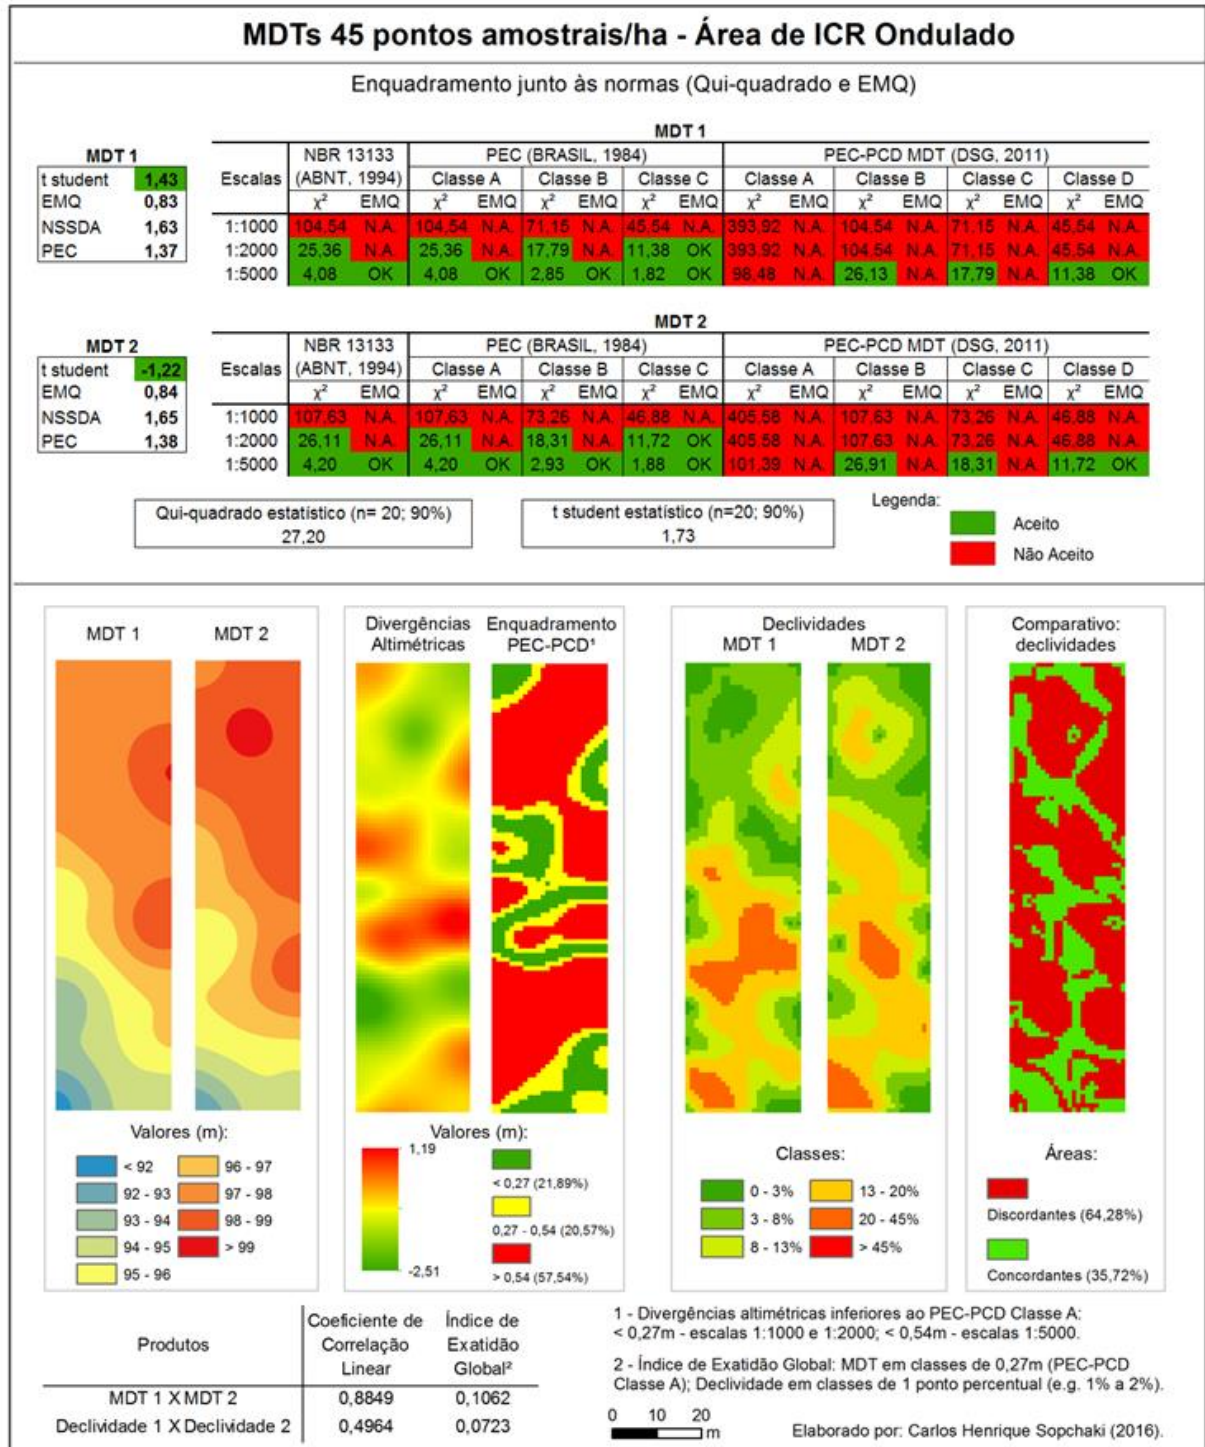 MDTs 45 pontos amostrais/ha - Área de ICR Ondulado
Enquadramento junto às normas (Qui-quadrado e EMQ)
MDT 1
MDT 1
t student 1,43
EMQ 0,83
NSSDA 1,63
PEC 1,37
Escalas NBR 13133 (ABNT, 1994) PEC (BRASIL, 1984) PEC-PCD MDT (DSG, 2011)
Classe A Classe B Classe C Classe A Classe B Classe C Classe D
χ² EMQ χ² EMQ χ² EMQ χ² EMQ χ² EMQ χ² EMQ χ² EMQ χ² EMQ
1:1000 104,54 N.A. 104,54 N.A. 71,15 N.A. 45,54 N.A. 393,92 N.A. 104,54 N.A. 71,15 N.A. 45,54 N.A.
1:2000 25,36 N.A. 25,36 N.A. 17,79 N.A. 11,38 OK 393,92 N.A. 104,54 N.A. 71,15 N.A. 45,54 N.A.
1:5000 4,08 OK 4,08 OK 2,85 OK 1,82 OK 98,48 N.A. 26,13 N.A. 17,79 N.A. 11,38 OK
MDT 2
MDT 2
t student -1,22
EMQ 0,84
NSSDA 1,65
PEC 1,38
Escalas NBR 13133 (ABNT, 1994) PEC (BRASIL, 1984) PEC-PCD MDT (DSG, 2011)
Classe A Classe B Classe C Classe A Classe B Classe C Classe D
χ² EMQ χ² EMQ χ² EMQ χ² EMQ χ² EMQ χ² EMQ χ² EMQ χ² EMQ
1:1000 107,63 N.A. 107,63 N.A. 73,26 N.A. 46,88 N.A. 405,58 N.A. 107,63 N.A. 73,26 N.A. 46,88 N.A.
1:2000 26,11 N.A. 26,11 N.A. 18,31 N.A. 11,72 OK 405,58 N.A. 107,63 N.A. 73,26 N.A. 46,88 N.A.
1:5000 4,20 OK 4,20 OK 2,93 OK 1,88 OK 101,39 N.A. 26,91 N.A. 18,31 N.A. 11,72 OK
Qui-quadrado estatístico (n= 20; 90%)
27,20
t student estatístico (n=20; 90%)
1,73
Legenda:
Aceito
Não Aceito
MDT 1 MDT 2
Valores (m):
< 92
92 - 93
93 - 94
94 - 95
95 - 96
96 - 97
97 - 98
98 - 99
> 99
Divergências
Altimétricas
Enquadramento
PEC-PCD¹
Valores (m):
1,19
-2,51
< 0,27 (21,89%)
0,27 - 0,54 (20,57%)
> 0,54 (57,54%)
Declividades
MDT 1 MDT 2
Classes:
0 - 3%
3 - 8%
8 - 13%
13 - 20%
20 - 45%
> 45%
Comparativo:
declividades
Áreas:
Discordantes (64,28%)
Concordantes (35,72%)
Produtos
Coeficiente de
Correlação
Linear
Índice de
Exatidão
Global²
MDT 1 X MDT 2 0,8849 0,1062
Declividade 1 X Declividade 2 0,4964 0,0723
1 - Divergências altimétricas inferiores ao PEC-PCD Classe A:
< 0,27m - escalas 1:1000 e 1:2000; < 0,54m - escalas 1:5000.
2 - Índice de Exatidão Global: MDT em classes de 0,27m (PEC-PCD
Classe A); Declividade em classes de 1 ponto percentual (e.g. 1% a 2%).
0 10 20
m
Elaborado por: Carlos Henrique Sopchaki (2016).